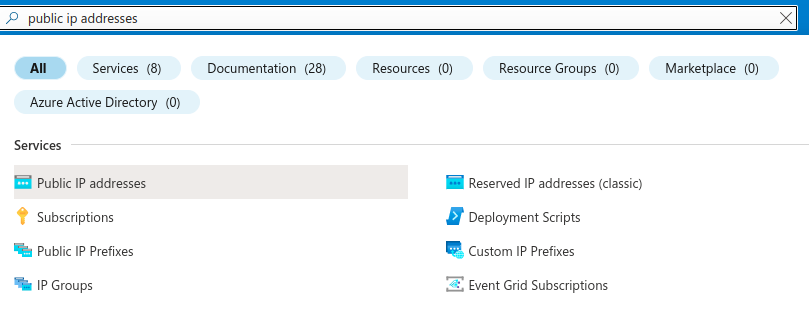 public ip addresses
All Services (8) Documentation (28) Resources (0) Resource Groups (0) Marketplace (0)
Azure Active Directory (0)
Services
Public IP addresses Reserved IP addresses (classic)
Subscriptions Deployment Scripts
Public IP Prefixes Custom IP Prefixes
IP Groups Event Grid Subscriptions